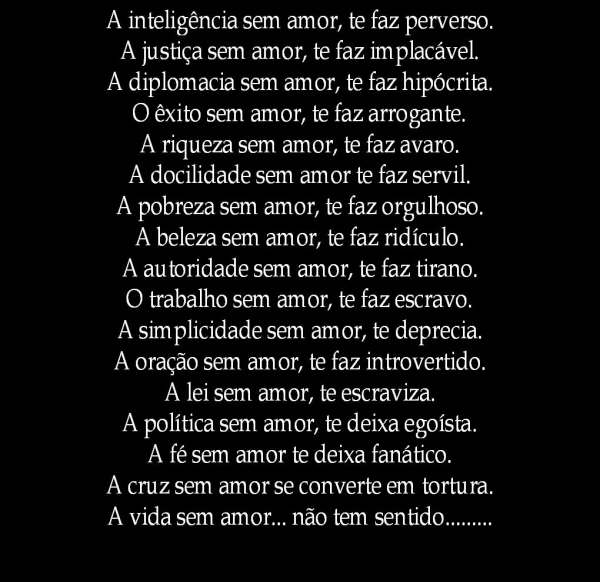 A inteligência sem amor, te faz perverso.
A justiça sem amor, te faz implacável.
A diplomacia sem amor, te faz hipócrita.
O êxito sem amor, te faz arrogante.
A riqueza sem amor, te faz avaro.
A docilidade sem amor te faz servil.
A pobreza sem amor, te faz orgulhoso.
A beleza sem amor, te faz ridículo.
A autoridade sem amor, te faz tirano.
O trabalho sem amor, te faz escravo.
A simplicidade sem amor, te deprecia.
A oração sem amor, te faz introvertido.
A lei sem amor, te escraviza.
A política sem amor, te deixa egoísta.
A fé sem amor te deixa fanático.
A cruz sem amor se converte em tortura.
A vida sem amor... não tem sentido.........